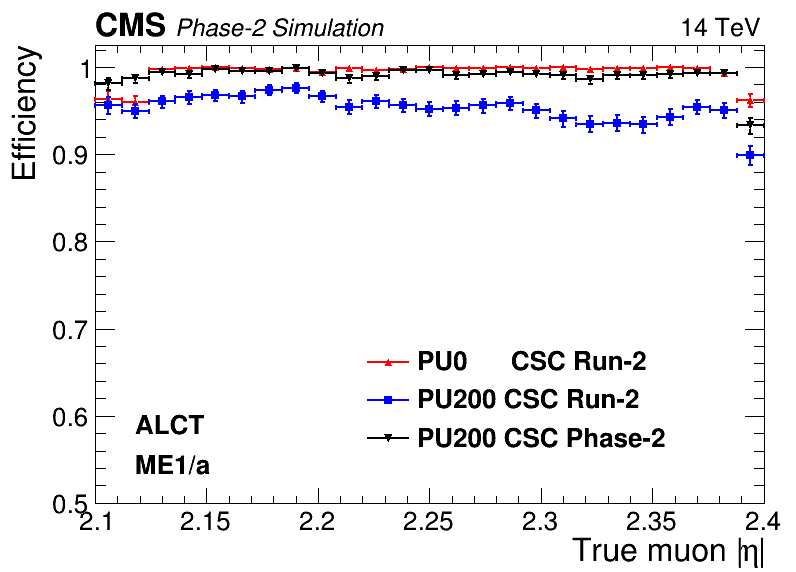 CMS Phase-2 Simulation 14 TeV
Efficiency
1
0.9
0.8
0.7
0.6
0.5
PU0 CSC Run-2
PU200 CSC Run-2
PU200 CSC Phase-2
ALCT
ME1/a
2.1 2.15 2.2 2.25 2.3 2.35 2.4
True muon |η|